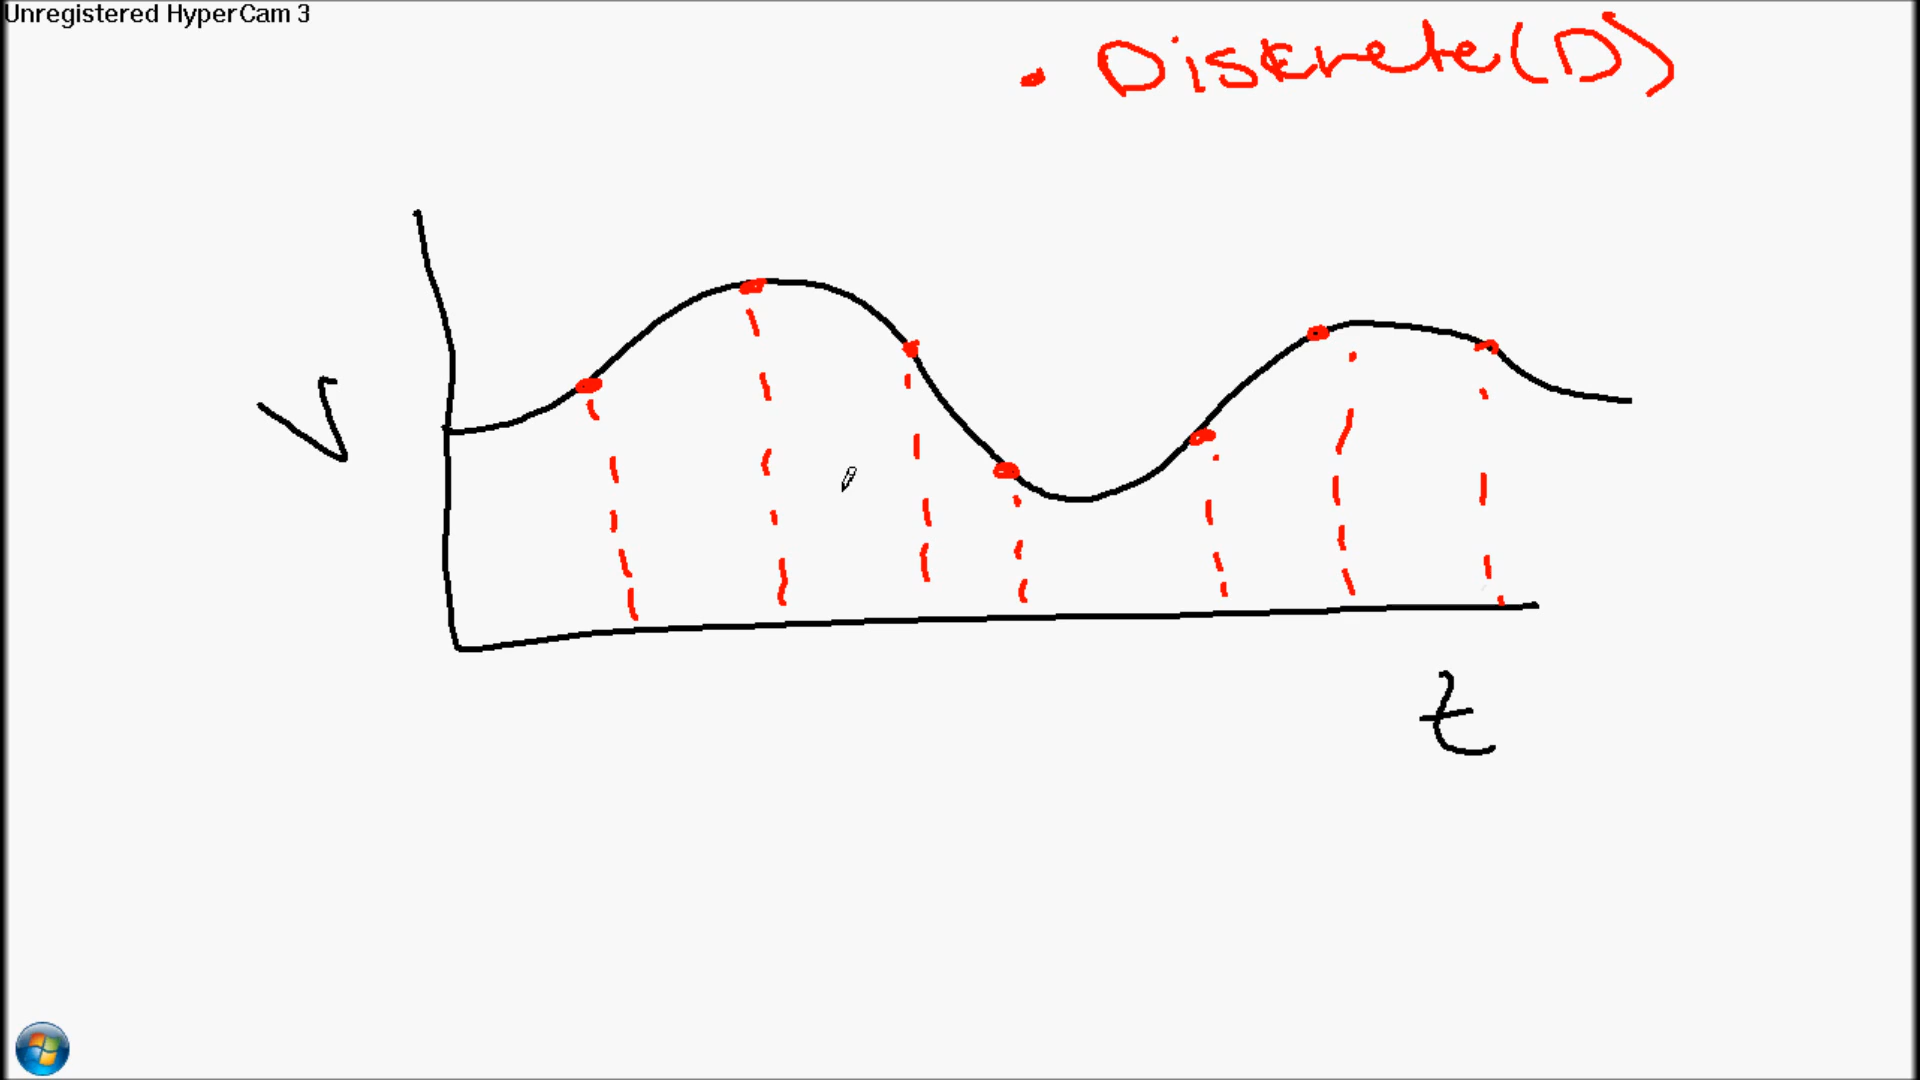 Unregistered HyperCam 3
• Discrete(D)
V
t